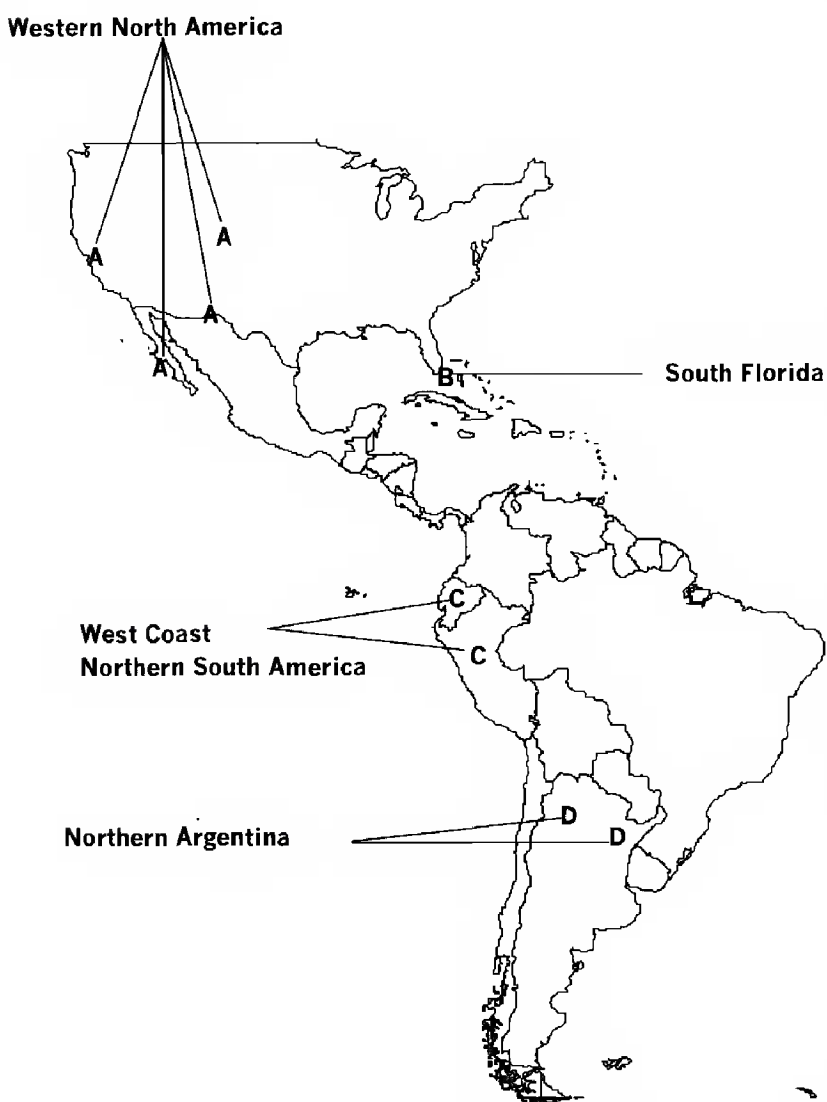 Western North America
A
A
A
A
B
South Florida
C
West Coast
Northern South America
C
D
Northern Argentina
D